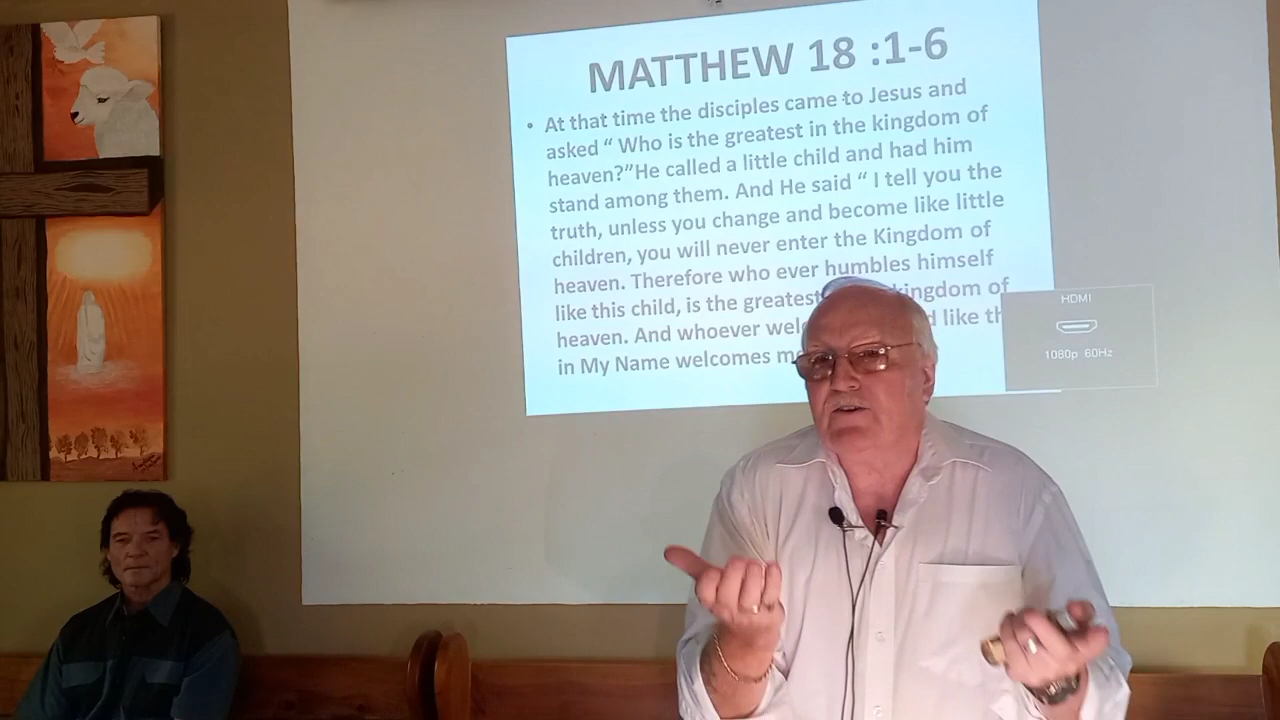 MATTHEW 18 :1-6
• At that time the disciples came to Jesus and
asked “ Who is the greatest in the kingdom of
heaven?”He called a little child and had him
stand among them. And He said “ I tell you the
truth, unless you change and become like little
children, you will never enter the Kingdom of
heaven. Therefore who ever humbles himself
like this child, is the greatest kingdom of
heaven. And whoever wel d like th
in My Name welcomes m
HDMI
1080p 60Hz